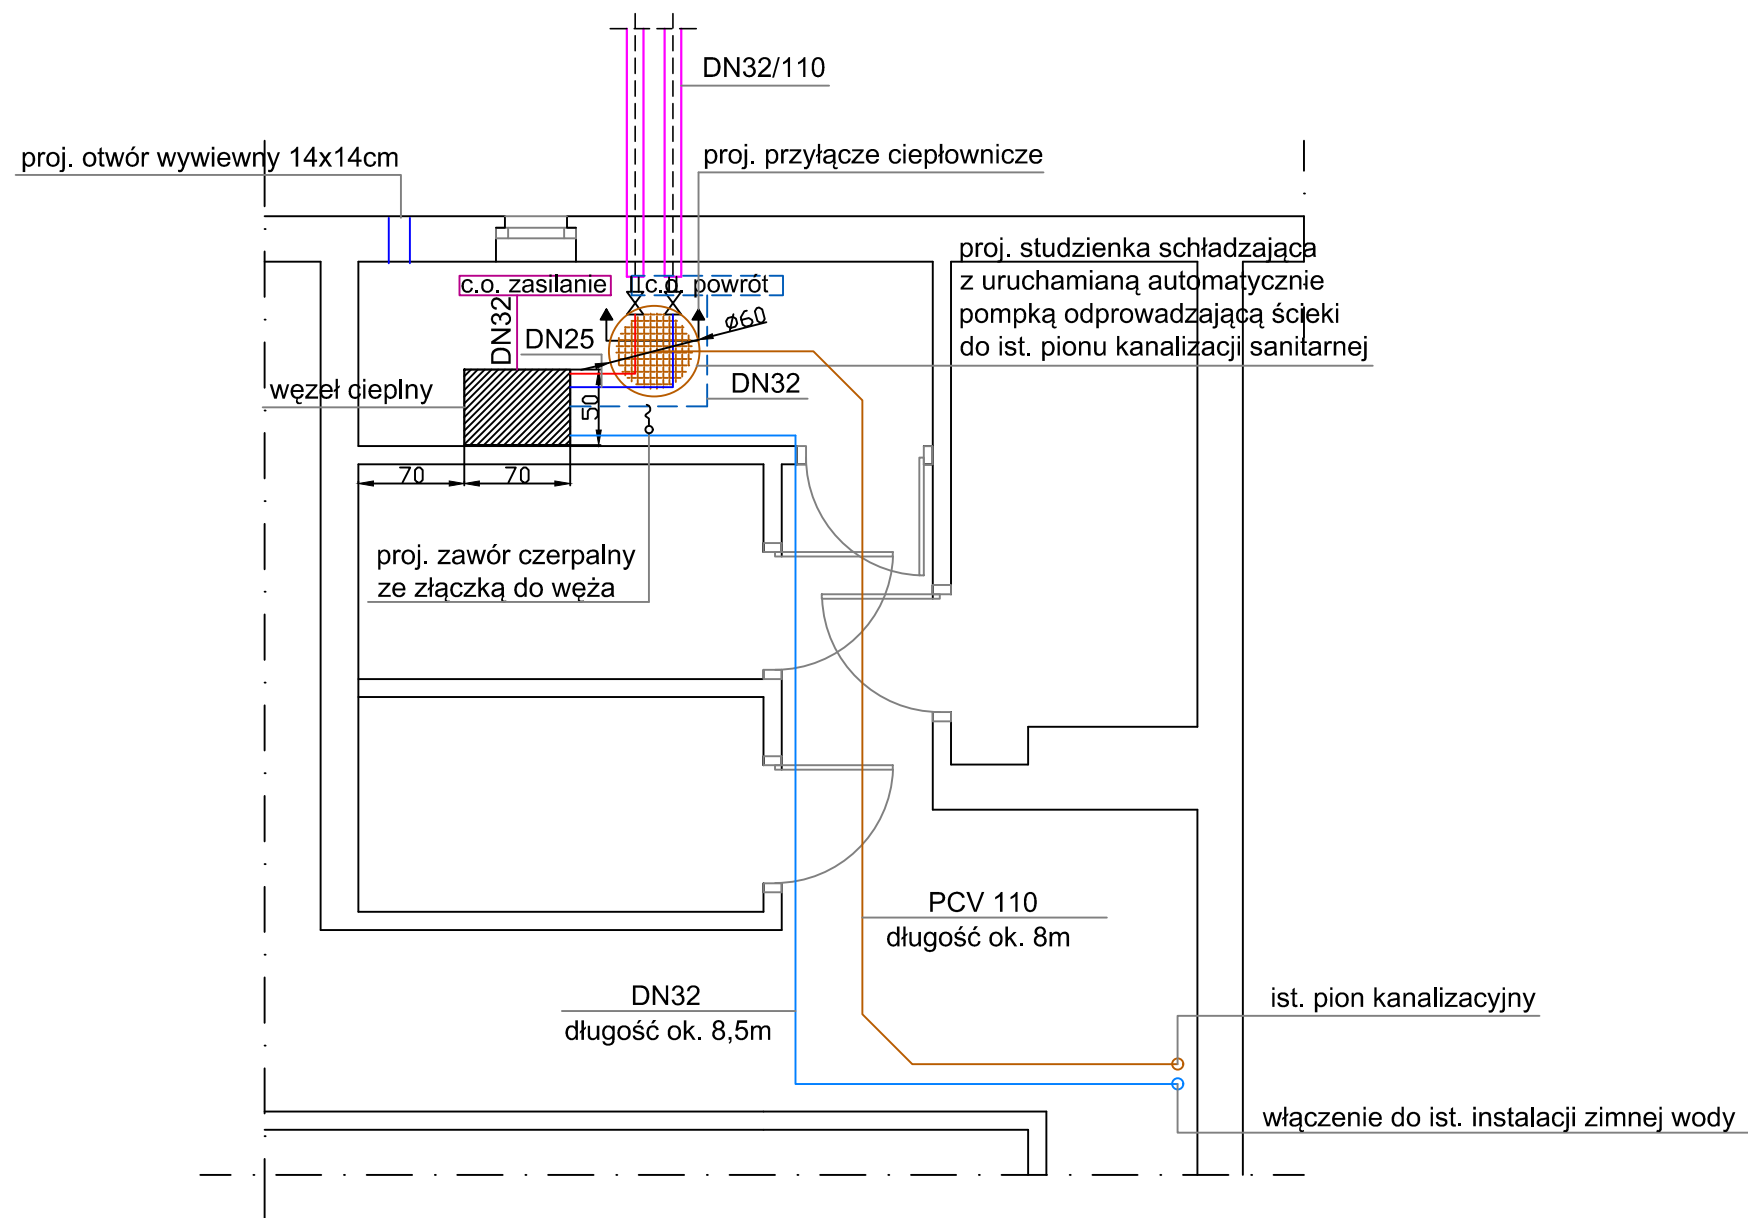 DN32/110
proj. otwór wywiewny 14x14cm
proj. przyłącze ciepłownicze
proj. studzienka schładzająca
z uruchamianą automatycznie
pompką odprowadzającą ścieki
do ist. pionu kanalizacji sanitarnej
c.o. zasilanie
c.o. powrót
DN32
DN25
ø60
DN32
węzeł cieplny
50
70
70
proj. zawór czerpalny
ze złączką do węża
PCV 110
długość ok. 8m
DN32
długość ok. 8,5m
ist. pion kanalizacyjny
włączenie do ist. instalacji zimnej wody